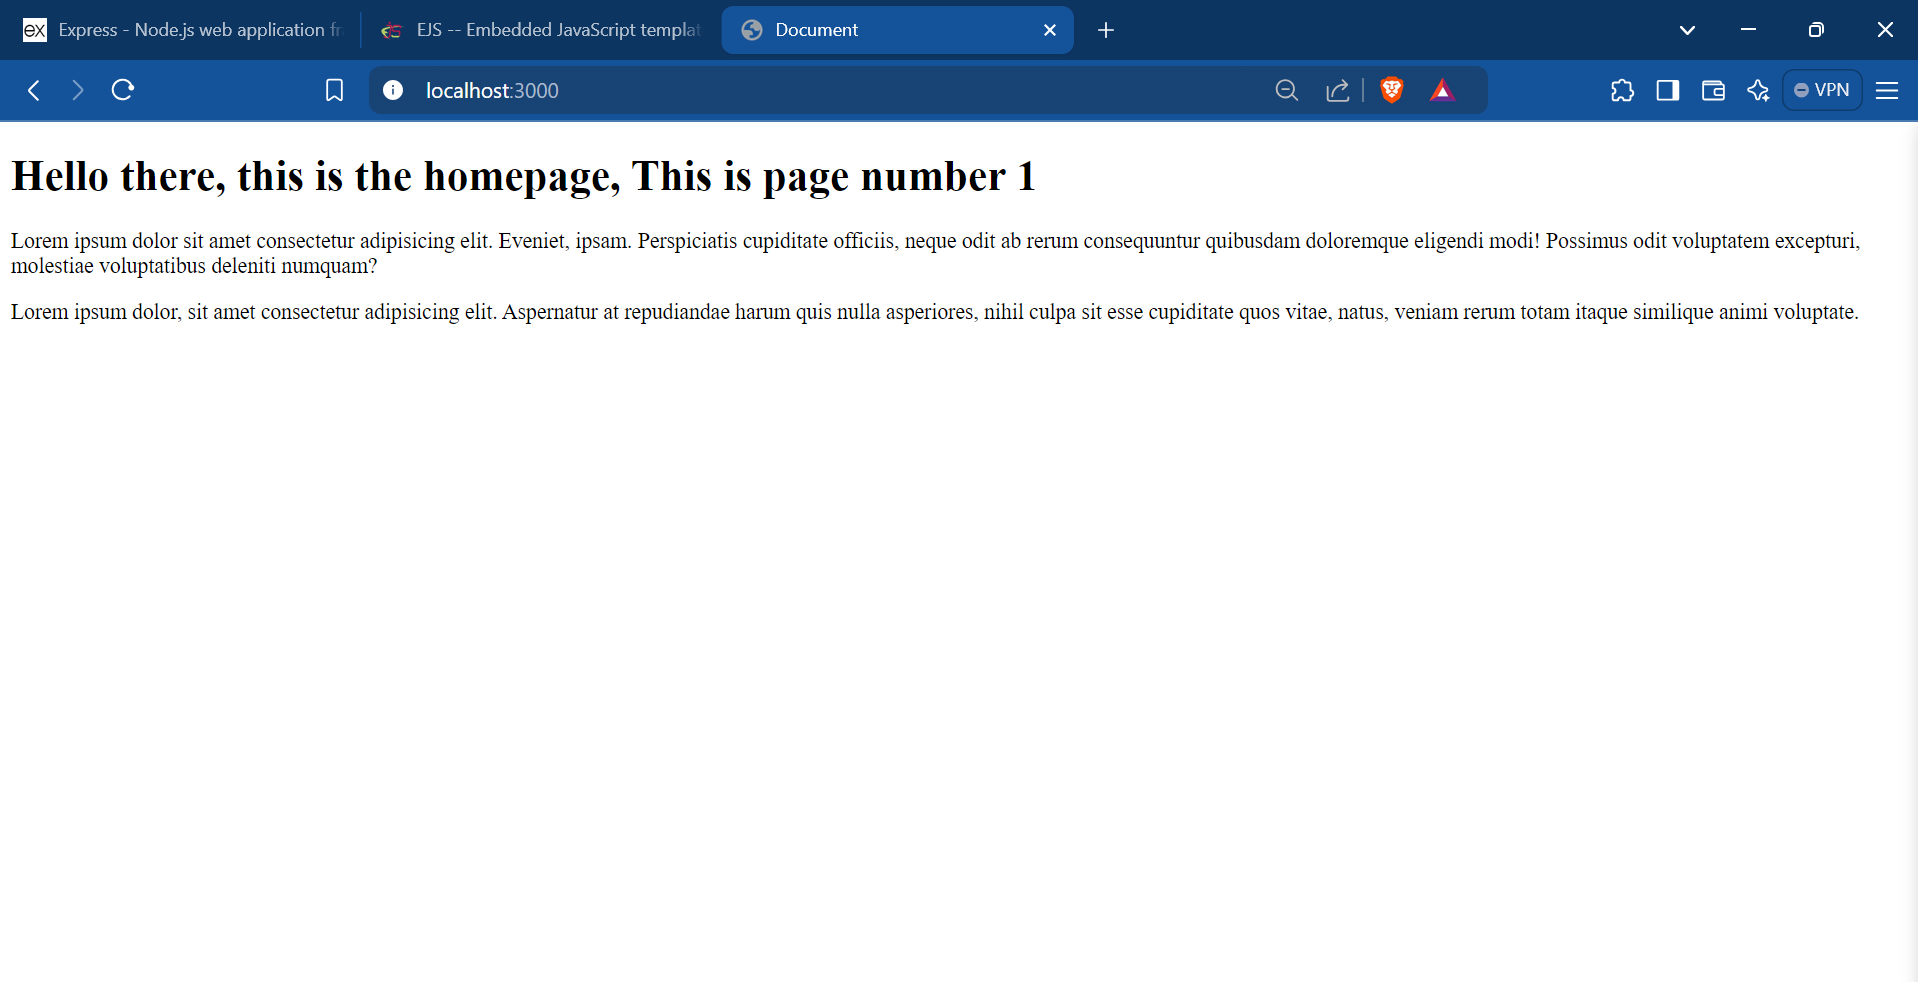 ex Express - Node.js web application fr
EJS -- Embedded JavaScript templat
Document
localhost:3000
VPN
Hello there, this is the homepage, This is page number 1
Lorem ipsum dolor sit amet consectetur adipisicing elit. Eveniet, ipsam. Perspiciatis cupiditate officiis, neque odit ab rerum consequuntur quibusdam doloremque eligendi modi! Possimus odit voluptatem excepturi,
molestiae voluptatibus deleniti numquam?
Lorem ipsum dolor, sit amet consectetur adipisicing elit. Aspernatur at repudiandae harum quis nulla asperiores, nihil culpa sit esse cupiditate quos vitae, natus, veniam rerum totam itaque similique animi voluptate.